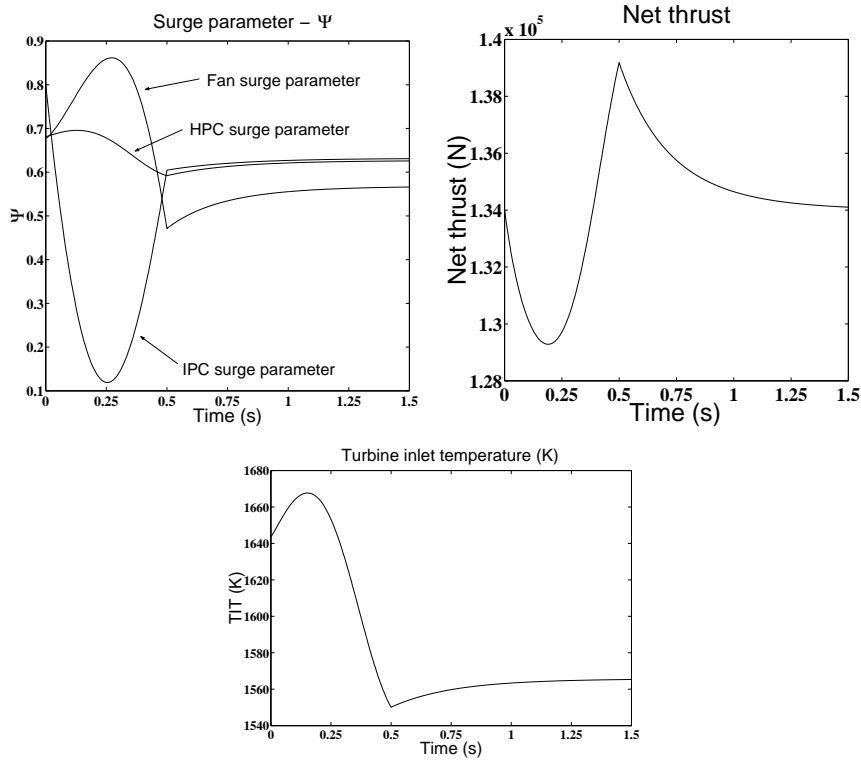 Surge parameter – Ψ
0.9
0.8
0.7
0.6
0.5
0.4
0.3
0.2
0.1
Ψ
Fan surge parameter
HPC surge parameter
IPC surge parameter
0 0.25 0.5 0.75 1 1.25 1.5
Time (s)
Net thrust
x 10⁵
1.4
1.38
1.36
1.34
1.32
1.3
1.28
Net thrust (N)
0 0.25 0.5 0.75 1 1.25 1.5
Time (s)
Turbine inlet temperature (K)
1680
1660
1640
1620
1600
1580
1560
1540
TIT (K)
0 0.25 0.5 0.75 1 1.25 1.5
Time (s)